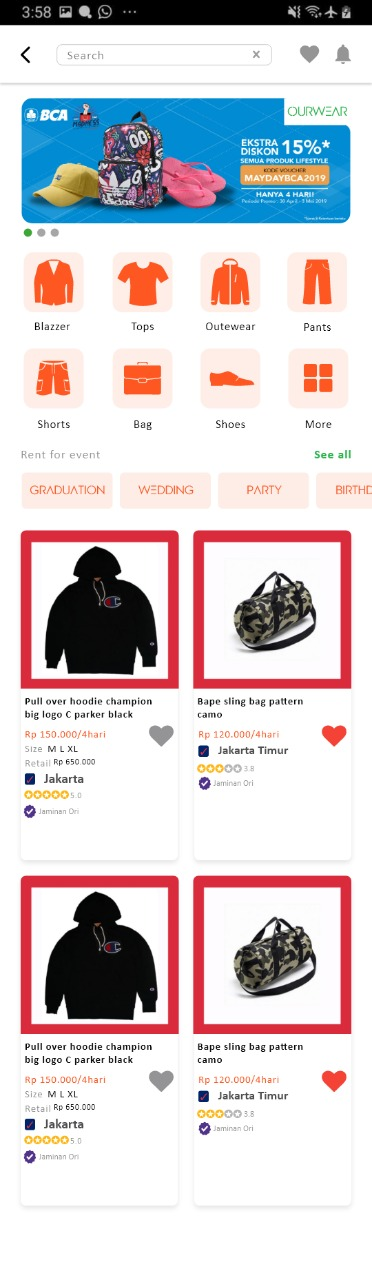 3:58
Search
BCA
OURWEAR
EKSTRA
DISKON 15%*
SEMUA PRODUK LIFESTYLE
KODE VOUCHER
MAYDAYBCA2019
HANYA 4 HARI!
adidas
Blazzer Tops Outewear Pants
Shorts Bag Shoes More
Rent for event See all
GRADUATION WEDDING PARTY BIRTHD
Pull over hoodie champion
big logo C parker black
Rp 150.000/4hari
Size M L XL
Retail Rp 650.000
Jakarta
5.0
Jaminan Ori
Bape sling bag pattern
camo
Rp 120.000/4hari
Jakarta Timur
3.8
Jaminan Ori
Pull over hoodie champion
big logo C parker black
Rp 150.000/4hari
Size M L XL
Retail Rp 650.000
Jakarta
5.0
Jaminan Ori
Bape sling bag pattern
camo
Rp 120.000/4hari
Jakarta Timur
3.8
Jaminan Ori